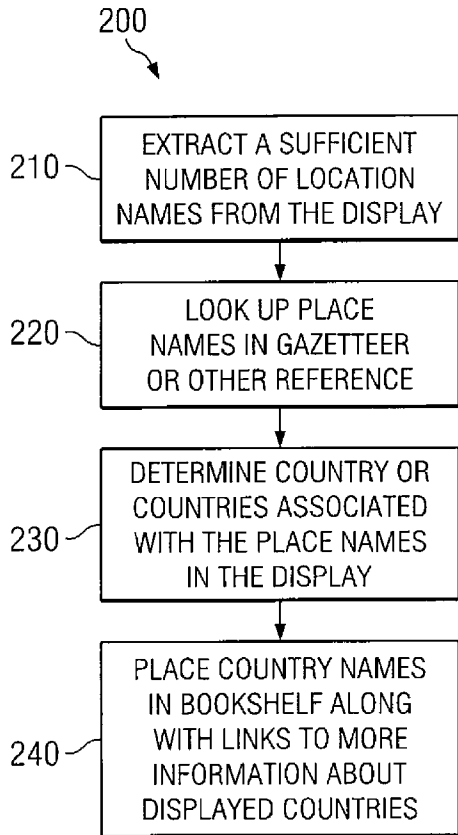 200
210
EXTRACT A SUFFICIENT
NUMBER OF LOCATION
NAMES FROM THE DISPLAY
220
LOOK UP PLACE
NAMES IN GAZETTEER
OR OTHER REFERENCE
230
DETERMINE COUNTRY OR
COUNTRIES ASSOCIATED
WITH THE PLACE NAMES
IN THE DISPLAY
240
PLACE COUNTRY NAMES
IN BOOKSHELF ALONG
WITH LINKS TO MORE
INFORMATION ABOUT
DISPLAYED COUNTRIES